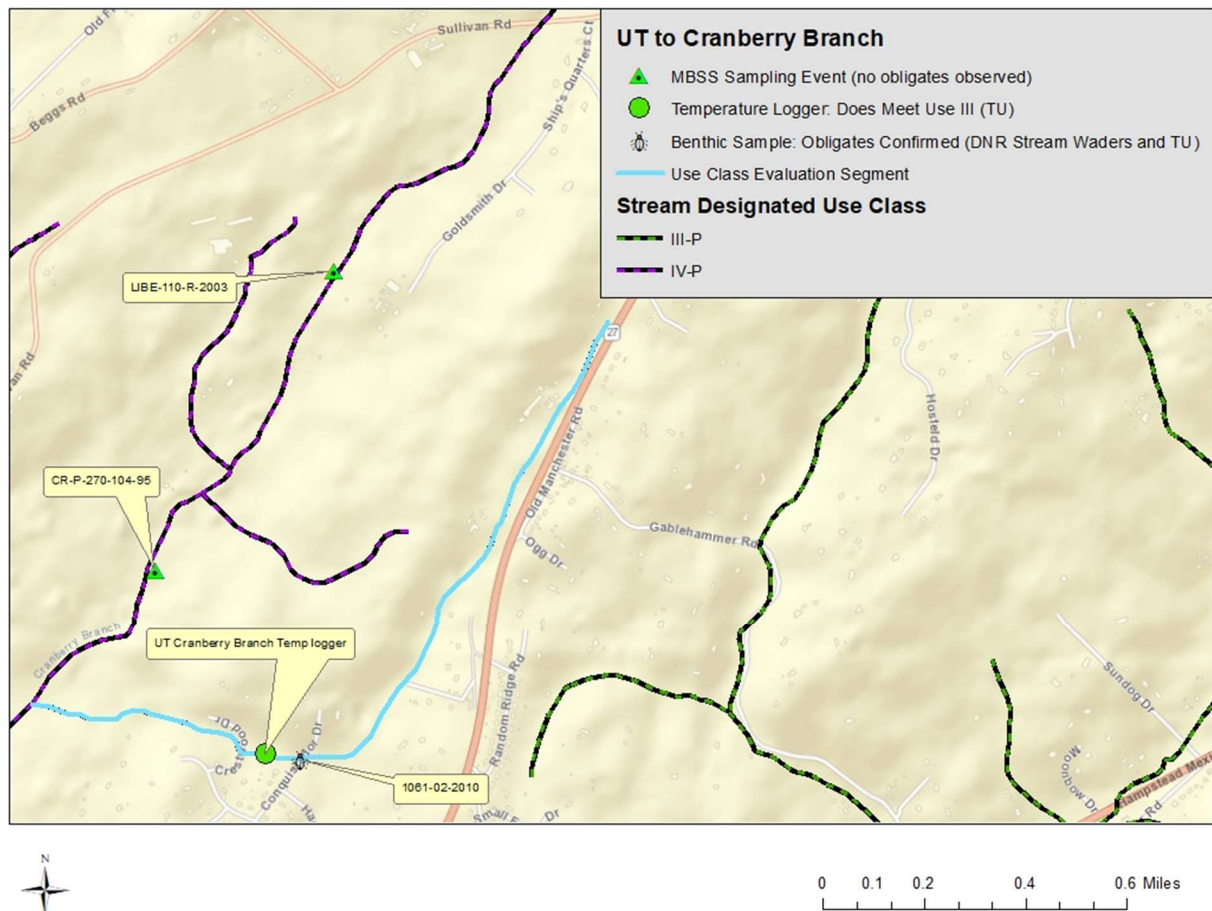 UT to Cranberry Branch
MBSS Sampling Event (no obligates observed)
Temperature Logger: Does Meet Use III (TU)
Benthic Sample: Obligates Confirmed (DNR Stream Waders and TU)
Use Class Evaluation Segment
Stream Designated Use Class
III-P
IV-P
Sullivan Rd
Beggs Rd
Ship's Quarters Ct
Goldsmith Dr
LIBE-110-R-2003
27
Old Manchester Rd
Hosfeld Dr
CR-P-270-104-95
Gablehammer Rd
Ogg Dr
Cranberry Branch
UT Cranberry Branch Temp logger
Random Ridge Rd
Sundog Dr
Moonbow Dr
1061-02-2010
Hampstead Mex
Rd
Dr
N
0 0.1 0.2 0.4 0.6 Miles